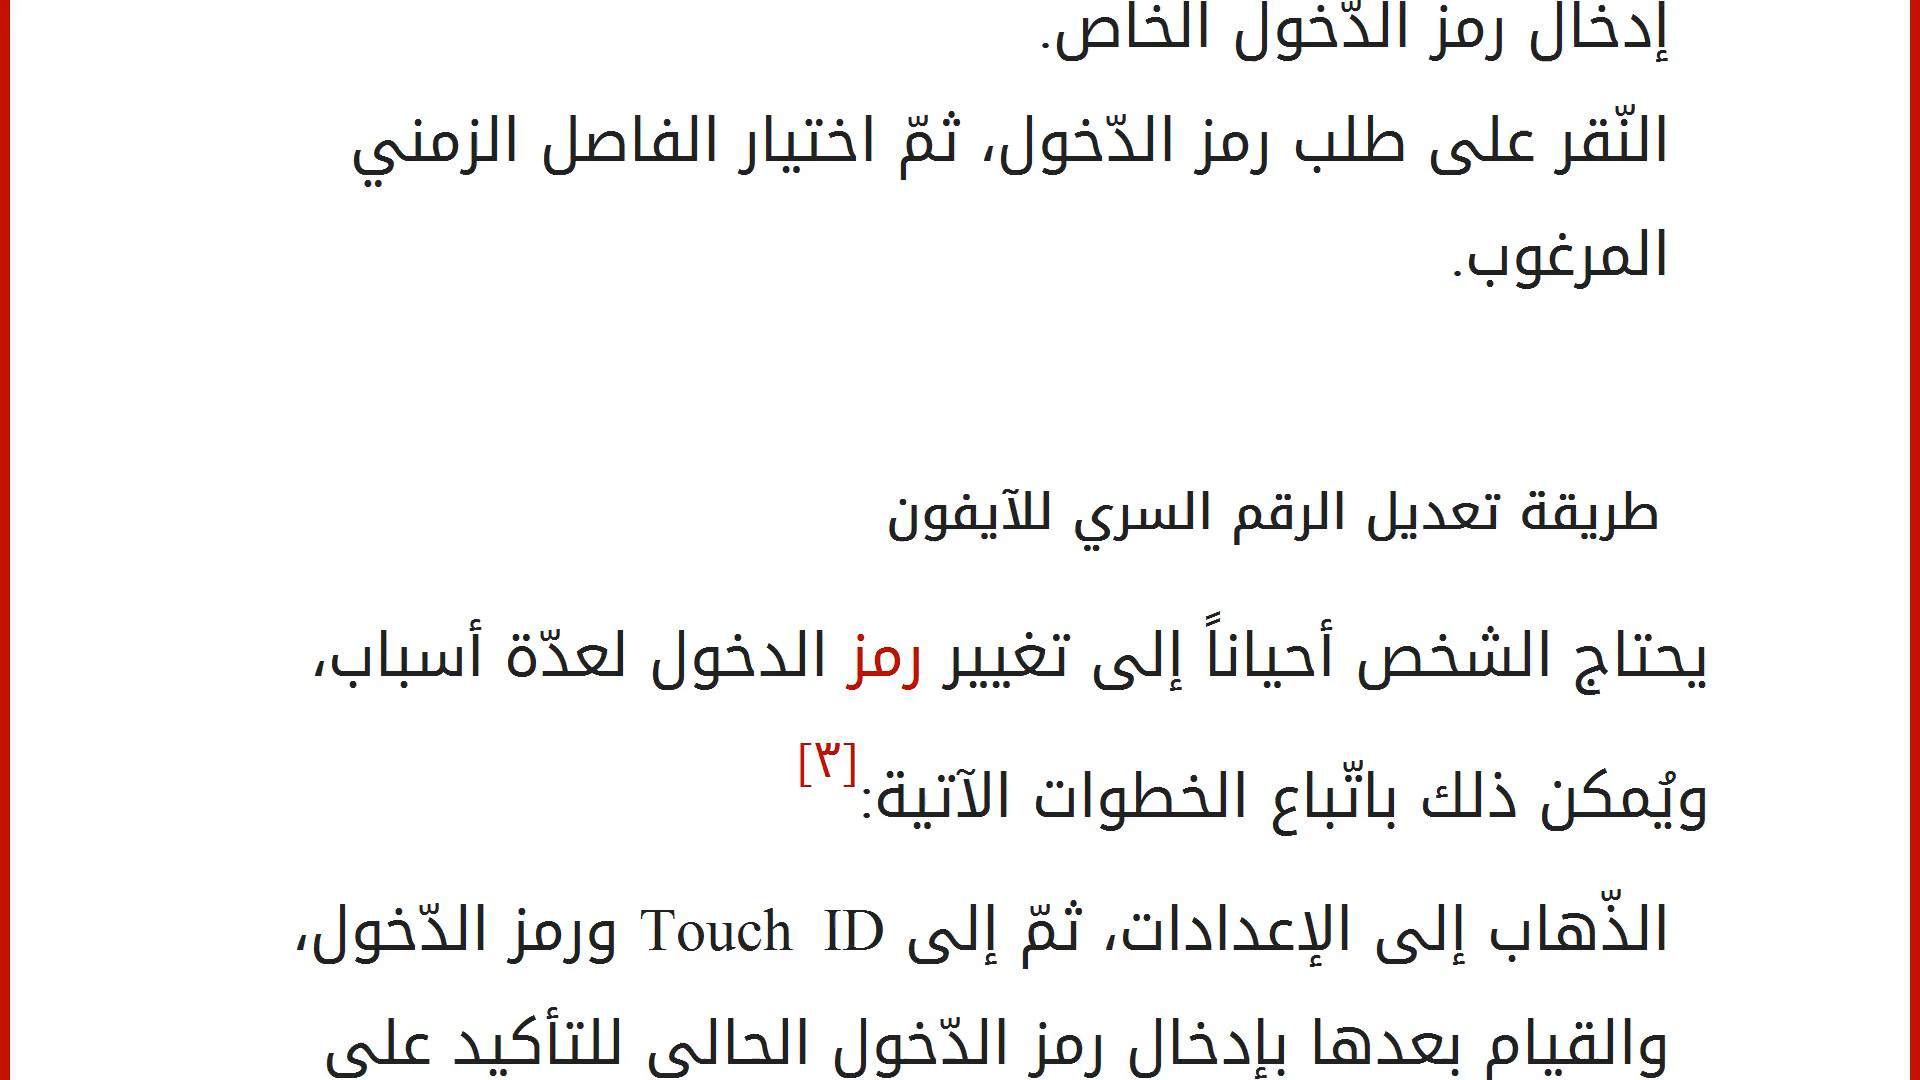 إدخال رمز الدّخول الخاص.
النّقر على طلب رمز الدّخول، ثمّ اختيار الفاصل الزمني
المرغوب.
طريقة تعديل الرقم السري للآيفون
يحتاج الشخص أحياناً إلى تغيير رمز الدخول لعدّة أسباب،
ويُمكن ذلك باتّباع الخطوات الآتية:[٣]
الذّهاب إلى الإعدادات، ثمّ إلى Touch ID ورمز الدّخول،
والقيام بعدها بإدخال رمز الدّخول الحالي للتأكيد على